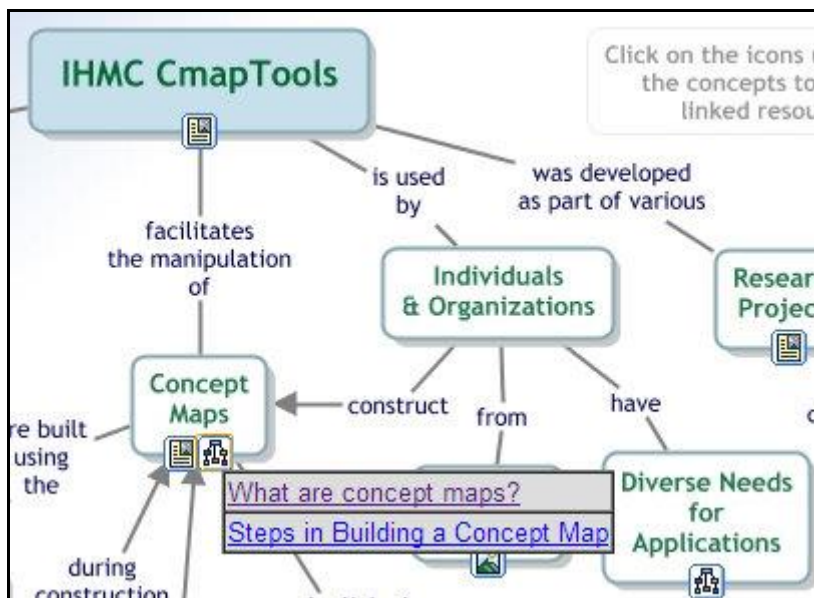 IHMC CmapTools
Click on the icons
the concepts to
linked resou
is used
by
was developed
as part of various
facilitates
the manipulation
of
Individuals
& Organizations
Resear
Projec
Concept
Maps
construct
from
have
re built
using
the
What are concept maps?
Steps in Building a Concept Map
Diverse Needs
for
Applications
during
construction